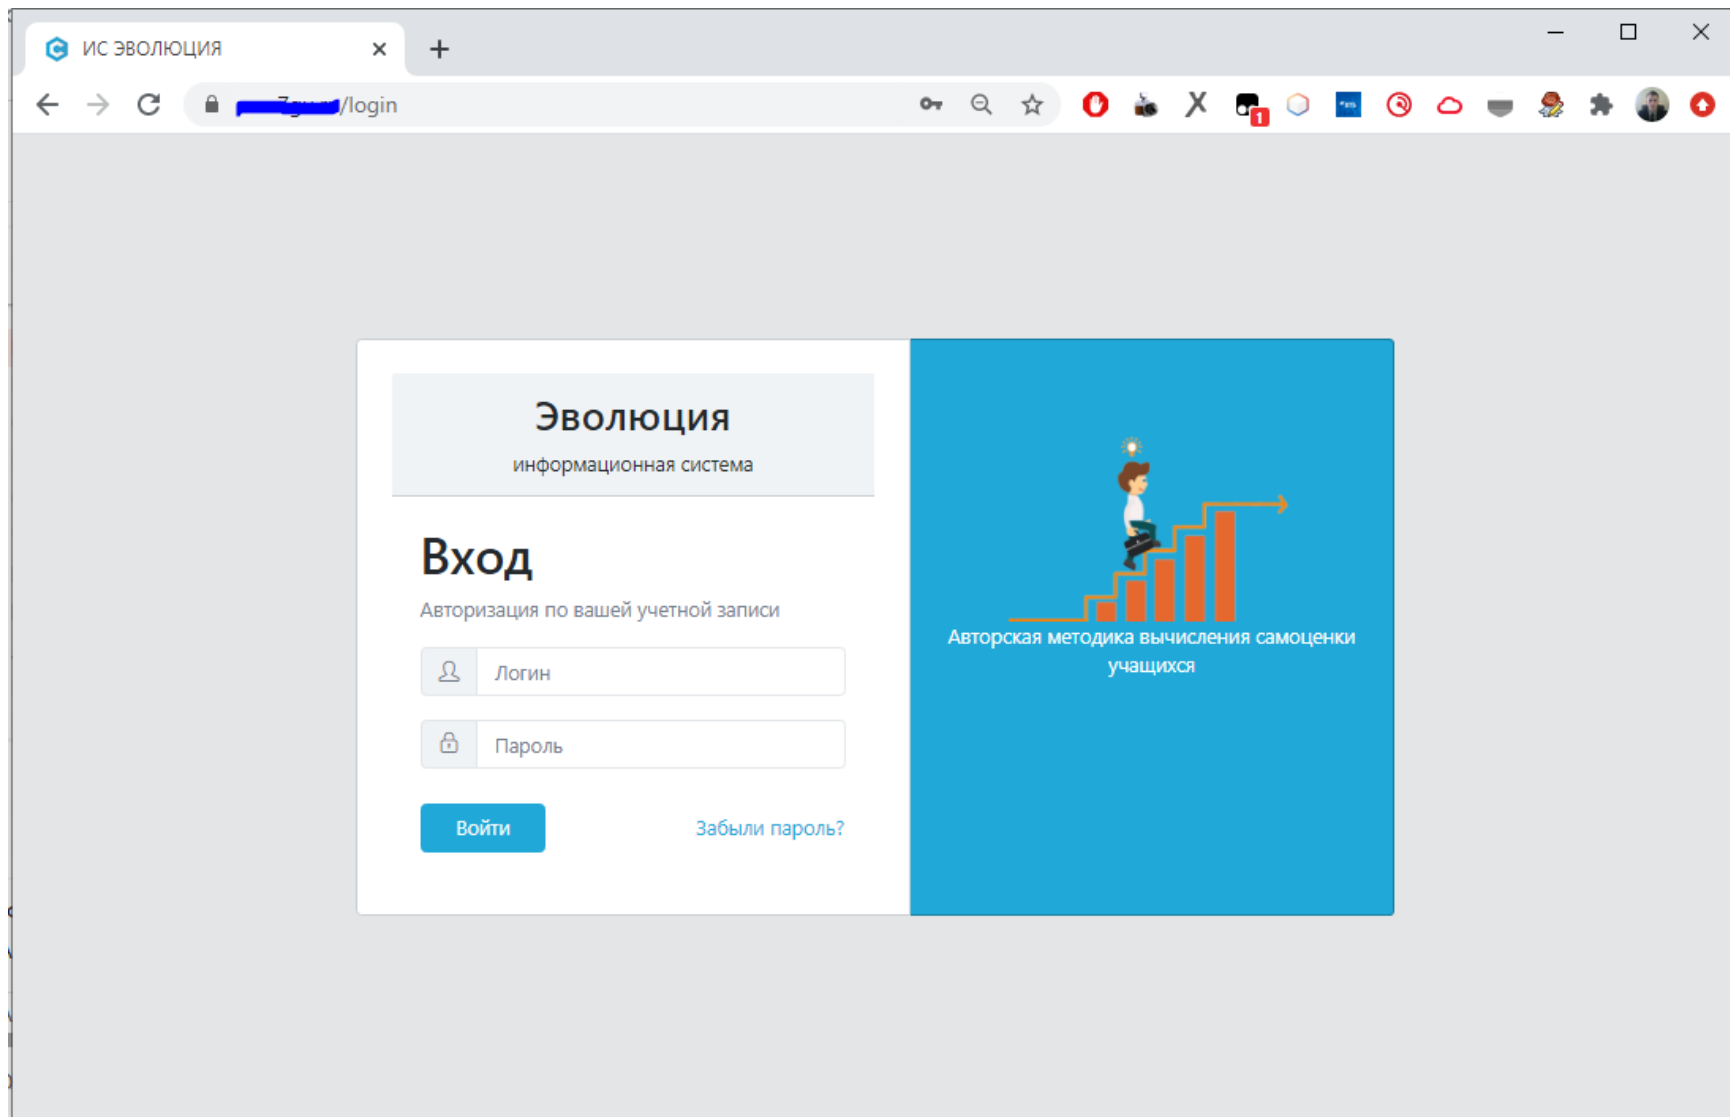 ИС ЭВОЛЮЦИЯ
/login
1
Эволюция
информационная система
Вход
Авторизация по вашей учетной записи
Логин
Пароль
Войти
Забыли пароль?
Авторская методика вычисления самоценки
учащихся